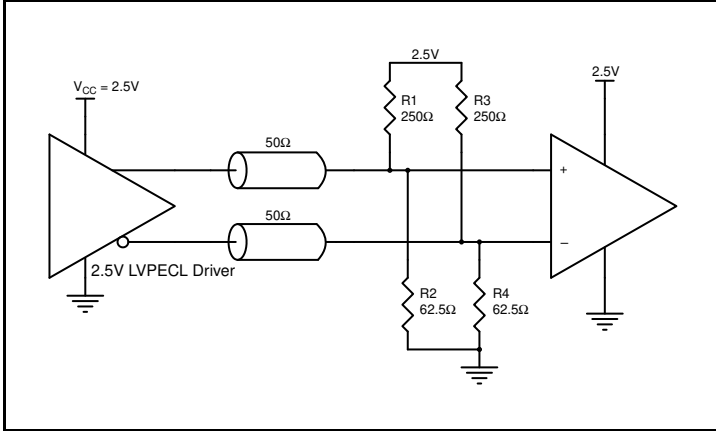 2.5V
V_CC = 2.5V
2.5V
R1
250Ω
R3
250Ω
50Ω
+
50Ω
–
2.5V LVPECL Driver
R2
62.5Ω
R4
62.5Ω